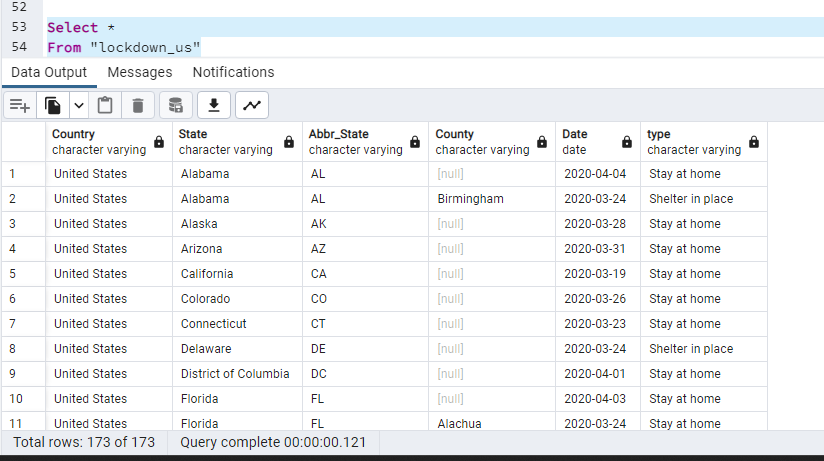 52
53 Select *
54 From "lockdown_us"
Data Output Messages Notifications
Country State Abbr_State County Date type
character varying character varying character varying character varying date character varying
1 United States Alabama AL [null] 2020-04-04 Stay at home
2 United States Alabama AL Birmingham 2020-03-24 Shelter in place
3 United States Alaska AK [null] 2020-03-28 Stay at home
4 United States Arizona AZ [null] 2020-03-31 Stay at home
5 United States California CA [null] 2020-03-19 Stay at home
6 United States Colorado CO [null] 2020-03-26 Stay at home
7 United States Connecticut CT [null] 2020-03-23 Stay at home
8 United States Delaware DE [null] 2020-03-24 Shelter in place
9 United States District of Columbia DC [null] 2020-04-01 Stay at home
10 United States Florida FL [null] 2020-04-03 Stay at home
11 United States Florida FL Alachua 2020-03-24 Stay at home
Total rows: 173 of 173 Query complete 00:00:00.121